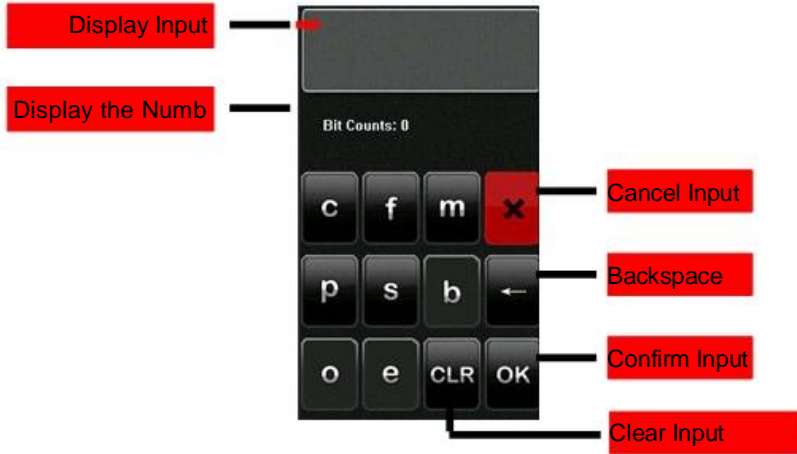 Display Input
Display the Numb
Bit Counts: 0
c f m ×
Cancel Input
p s b ←
Backspace
o e CLR OK
Confirm Input
Clear Input